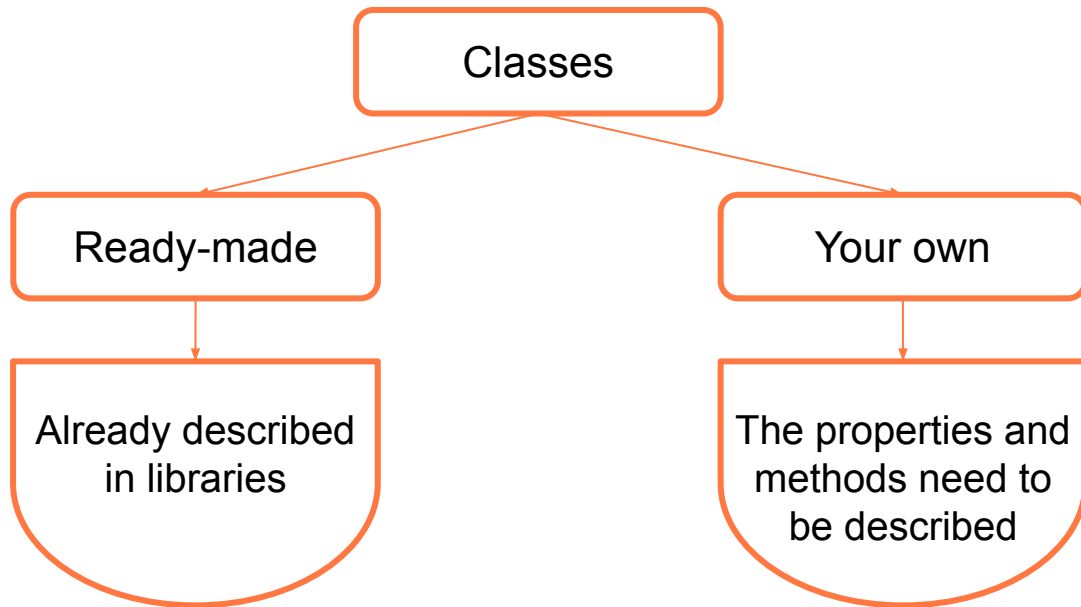 Classes
Ready-made
Your own
Already described
in libraries
The properties and
methods need to
be described